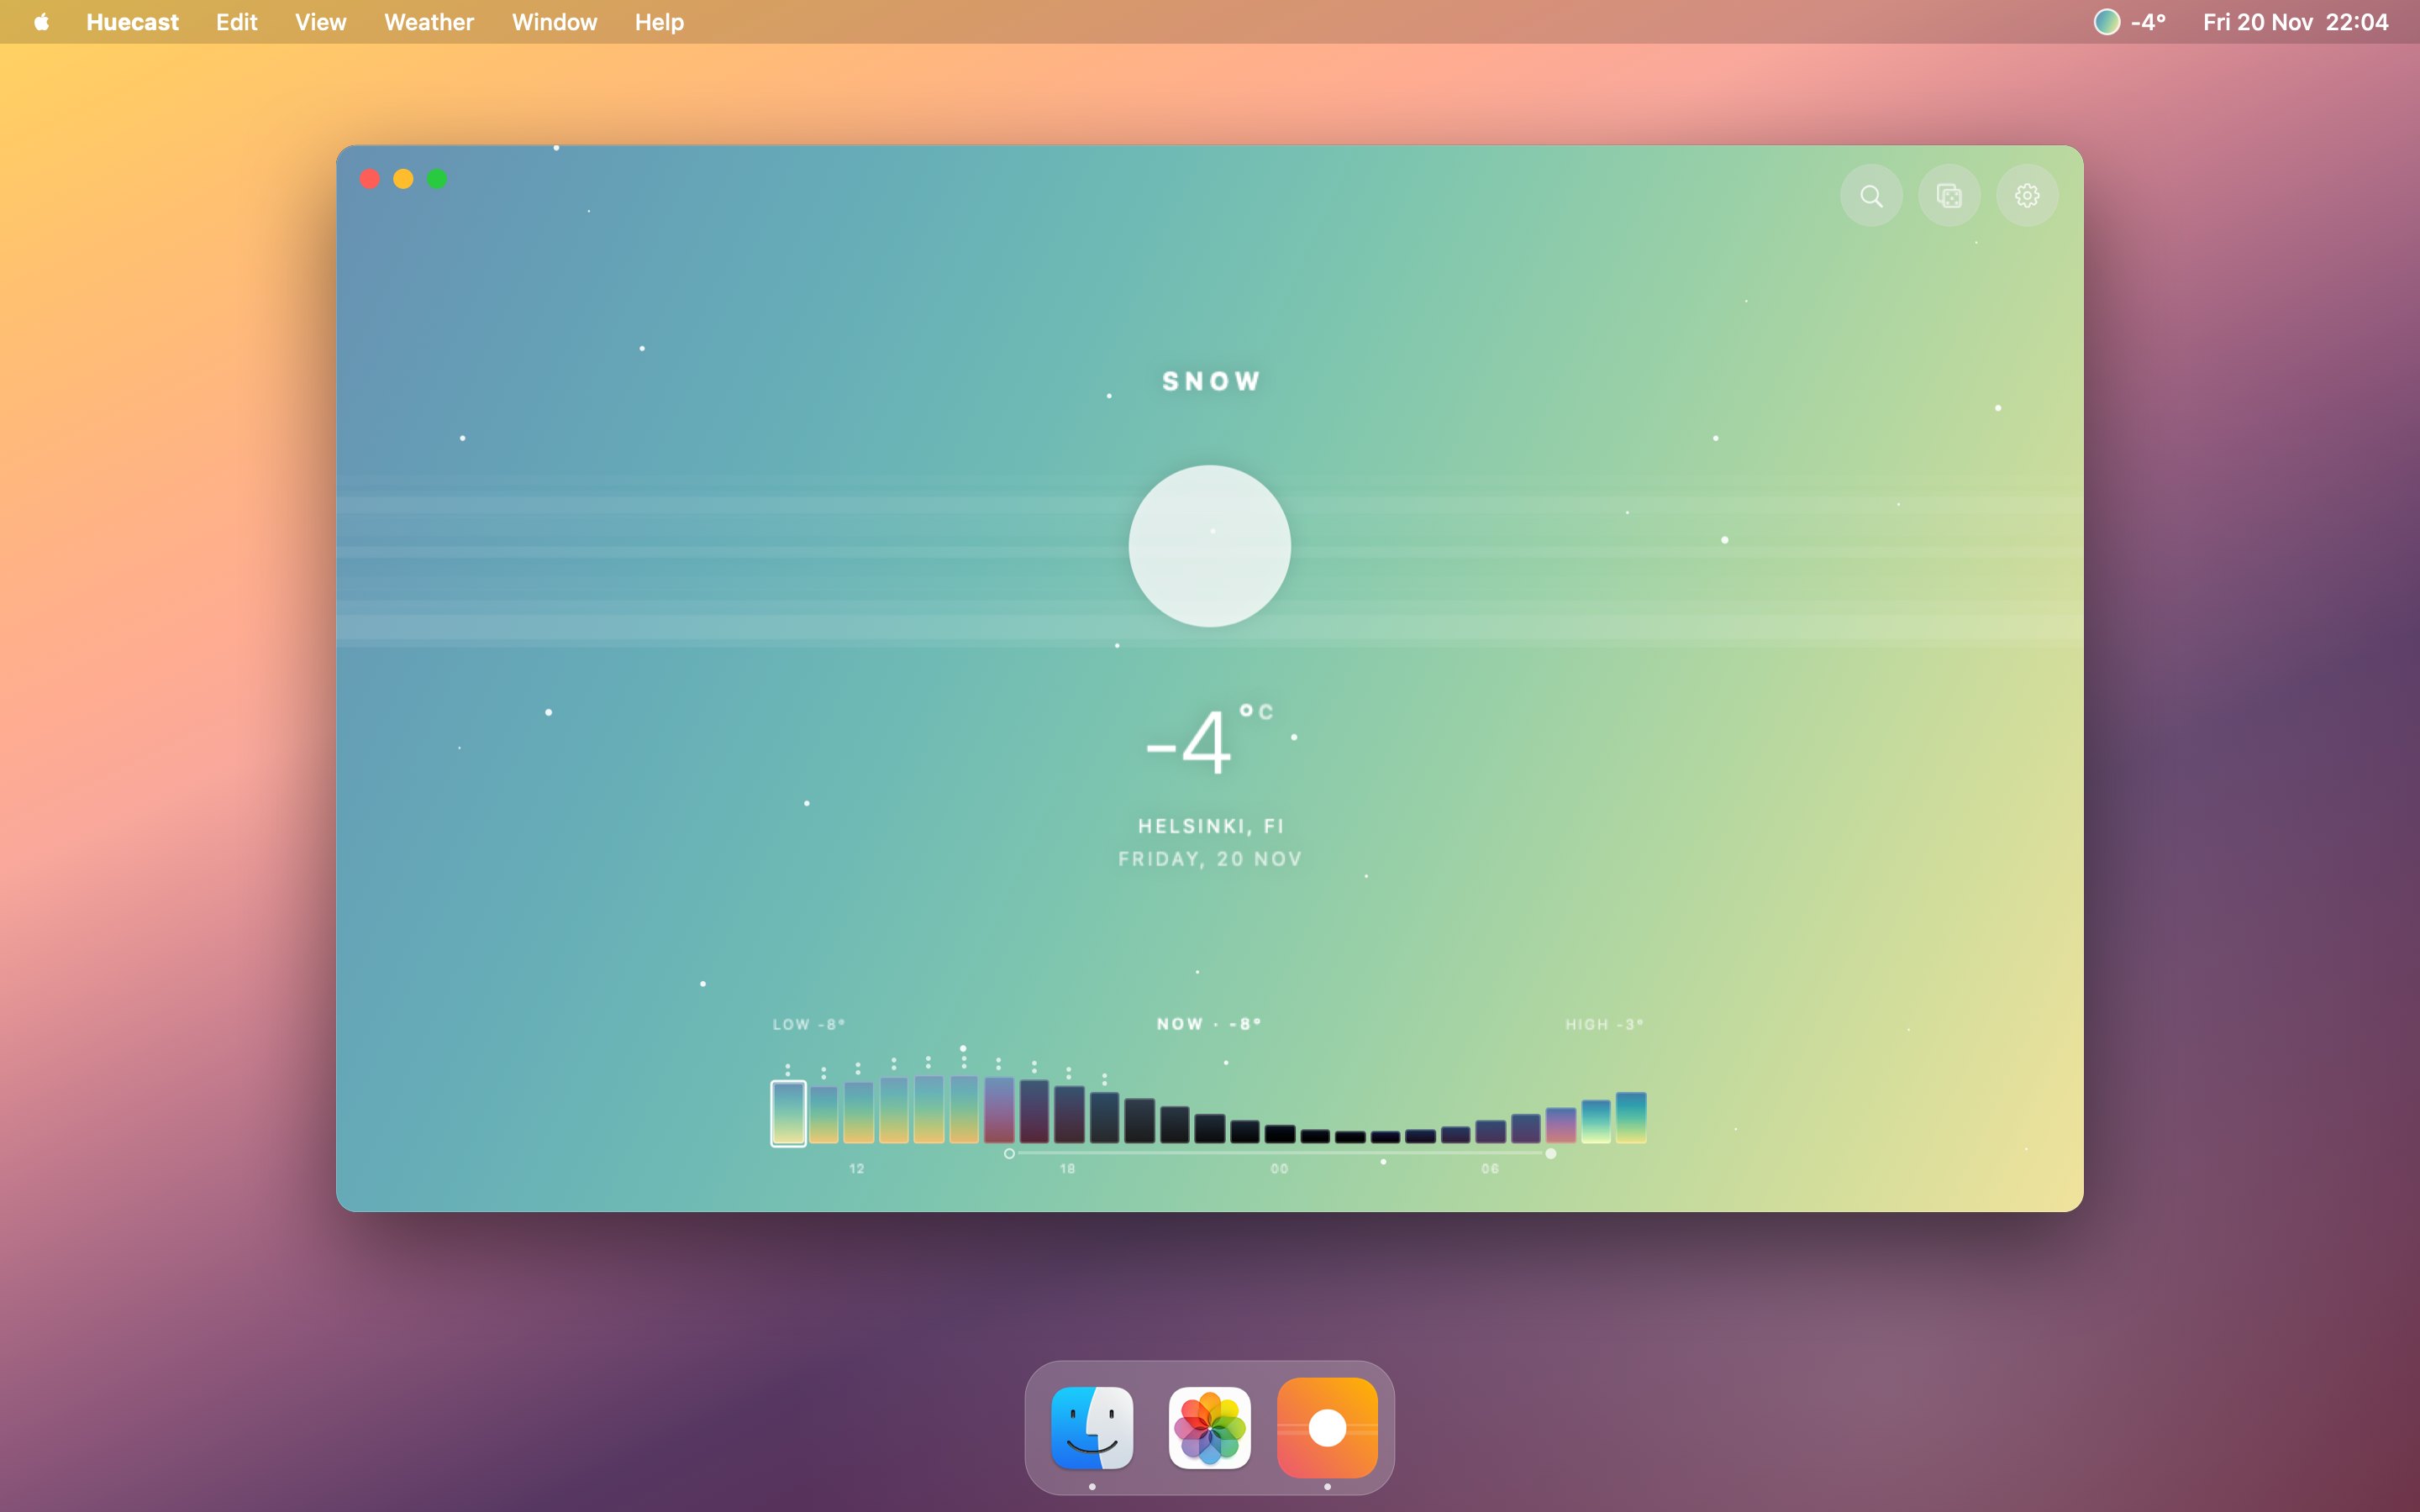 Huecast Edit View Weather Window Help -4° Fri 20 Nov 22:04
SNOW
-4°C
HELSINKI, FI
FRIDAY, 20 NOV
LOW -8° NOW · -8° HIGH -3°
12 18 00 06